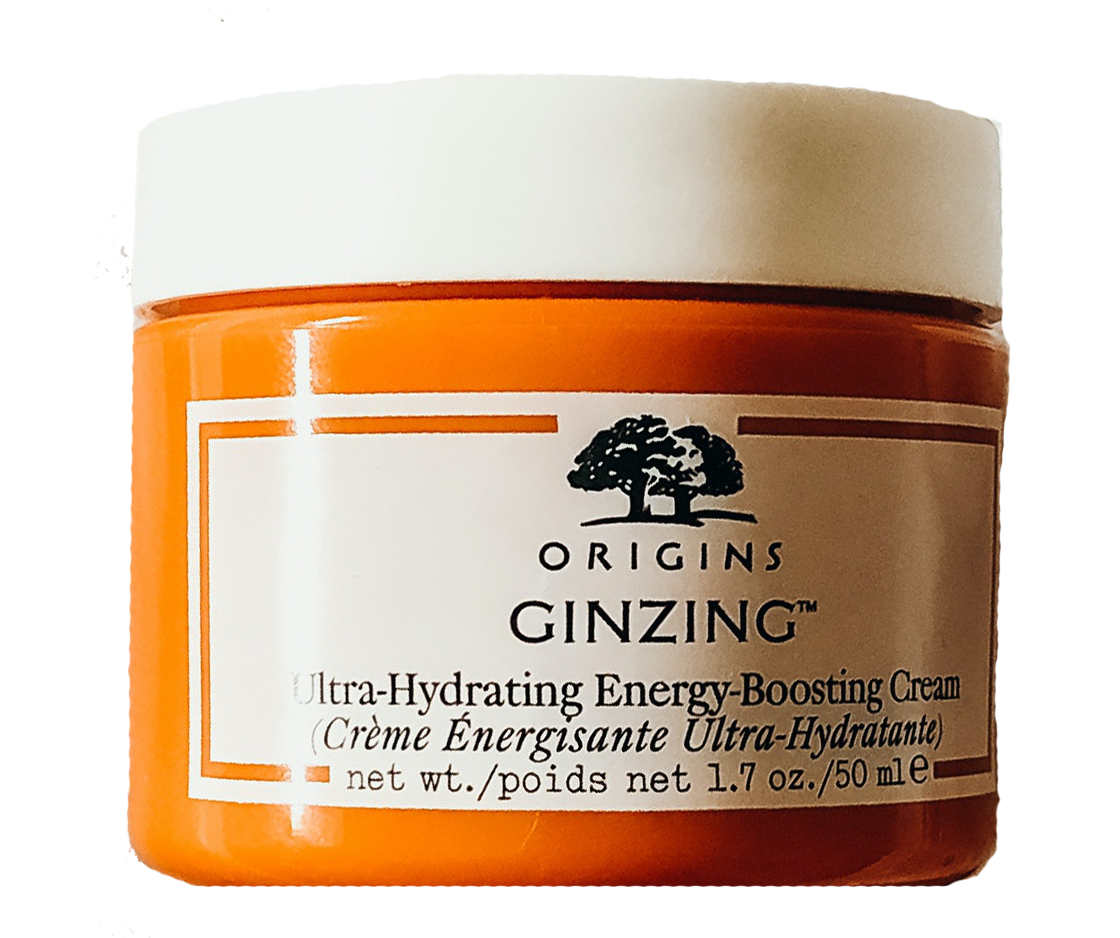 ORIGINS
GINZING™
Ultra-Hydrating Energy-Boosting Cream
(Crème Énergisante Ultra-Hydratante)
net wt./poids net 1.7 oz./50 ml e